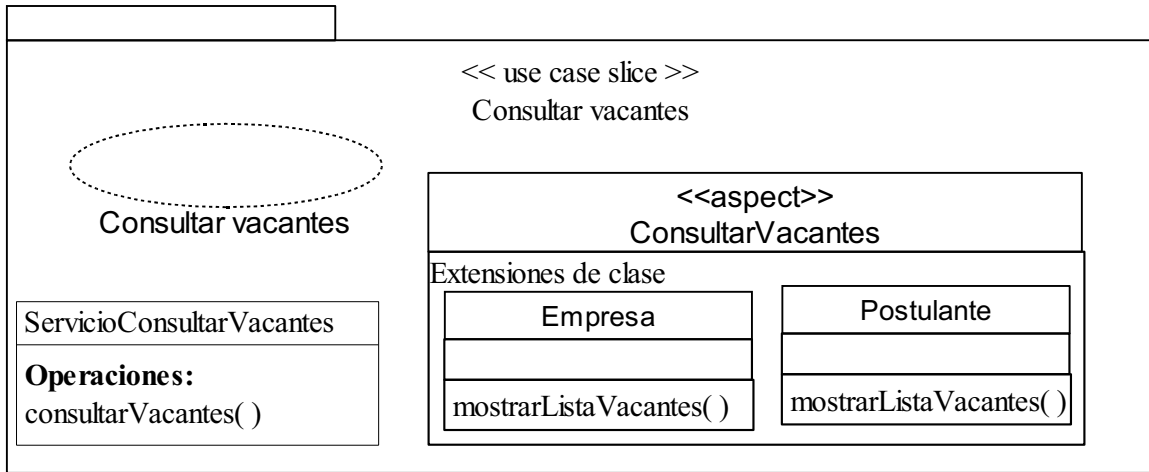 << use case slice >>
Consultar vacantes
Consultar vacantes
ServicioConsultarVacantes
Operaciones:
consultarVacantes( )
<<aspect>>
ConsultarVacantes
Extensiones de clase
Empresa
mostrarListaVacantes( )
Postulante
mostrarListaVacantes( )